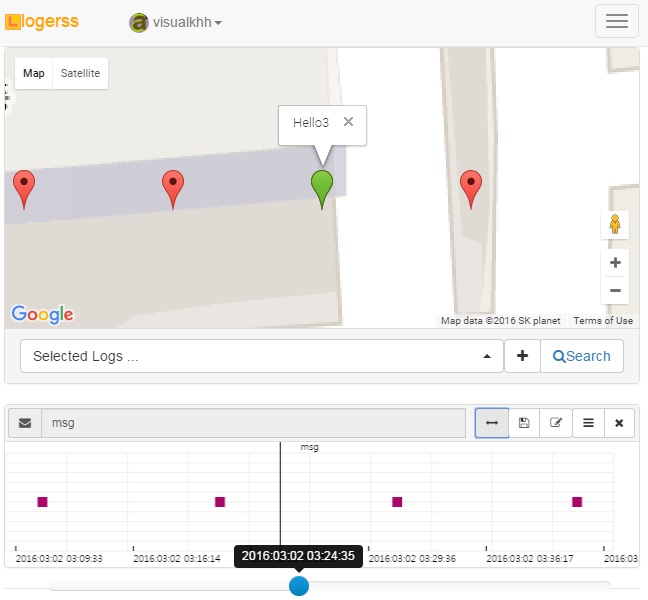 Logerss
visualkhh
Map Satellite
Hello3
Google
Map data ©2016 SK planet Terms of Use
Selected Logs ...
Search
msg
msg
2016:03:02 03:09:33 2016:03:02 03:16:14 2016:03:02 03:29:36 2016:03:02 03:36:17 2016:03
2016:03:02 03:24:35